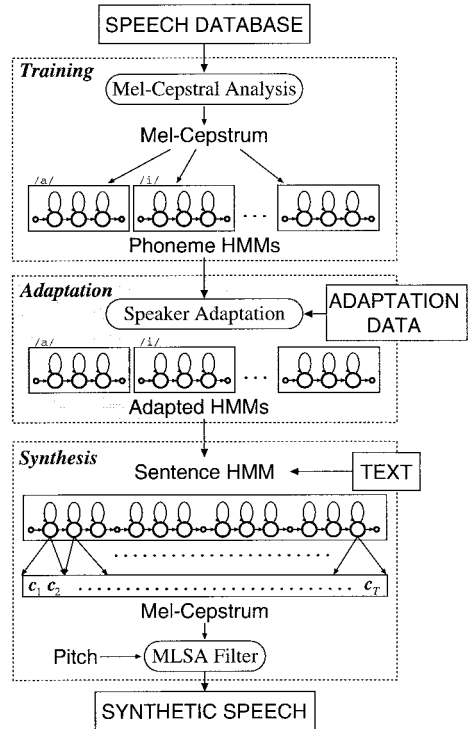 SPEECH DATABASE
Training
Mel-Cepstral Analysis
Mel-Cepstrum
/a/ /i/
. . .
Phoneme HMMs
Adaptation
Speaker Adaptation
ADAPTATION
DATA
/a/ /i/
. . .
Adapted HMMs
Synthesis
Sentence HMM
TEXT
c1 c2 cT
Mel-Cepstrum
Pitch
MLSA Filter
SYNTHETIC SPEECH